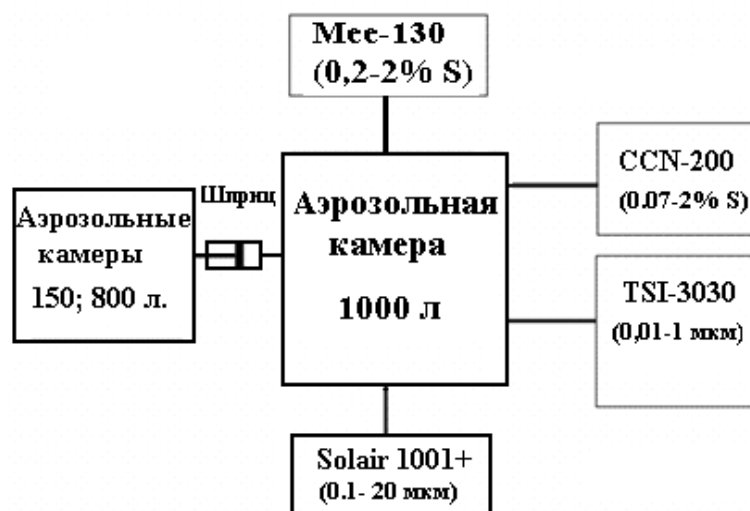 Mee-130
(0,2-2% S)
CCN-200
(0.07-2% S)
Шприц
Аэрозольные
камеры
150; 800 л.
Аэрозольная
камера
1000 л
TSI-3030
(0,01-1 мкм)
Solair 1001+
(0.1- 20 мкм)